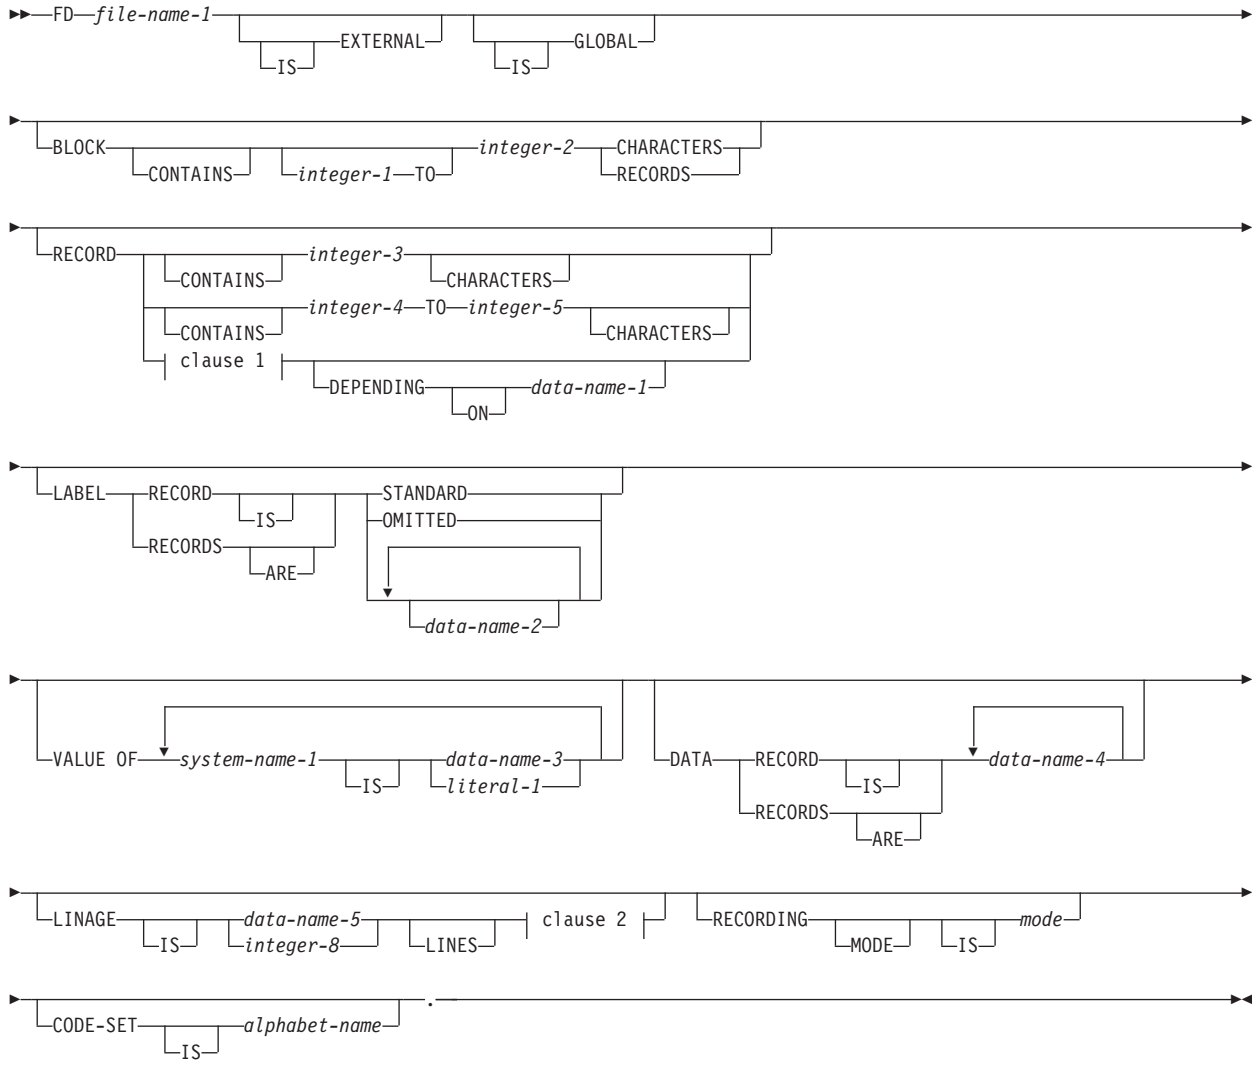 FD file-name-1
EXTERNAL GLOBAL
IS IS
BLOCK integer-2 CHARACTERS
CONTAINS integer-1 TO RECORDS
RECORD integer-3
CONTAINS CHARACTERS
integer-4 TO integer-5
CONTAINS CHARACTERS
clause 1
DEPENDING data-name-1
ON
LABEL RECORD STANDARD
IS OMITTED
RECORDS
ARE
data-name-2
VALUE OF system-name-1 data-name-3 DATA RECORD data-name-4
IS literal-1 IS
RECORDS
ARE
LINAGE data-name-5 clause 2 RECORDING mode
IS integer-8 LINES MODE IS
.
CODE-SET alphabet-name
IS